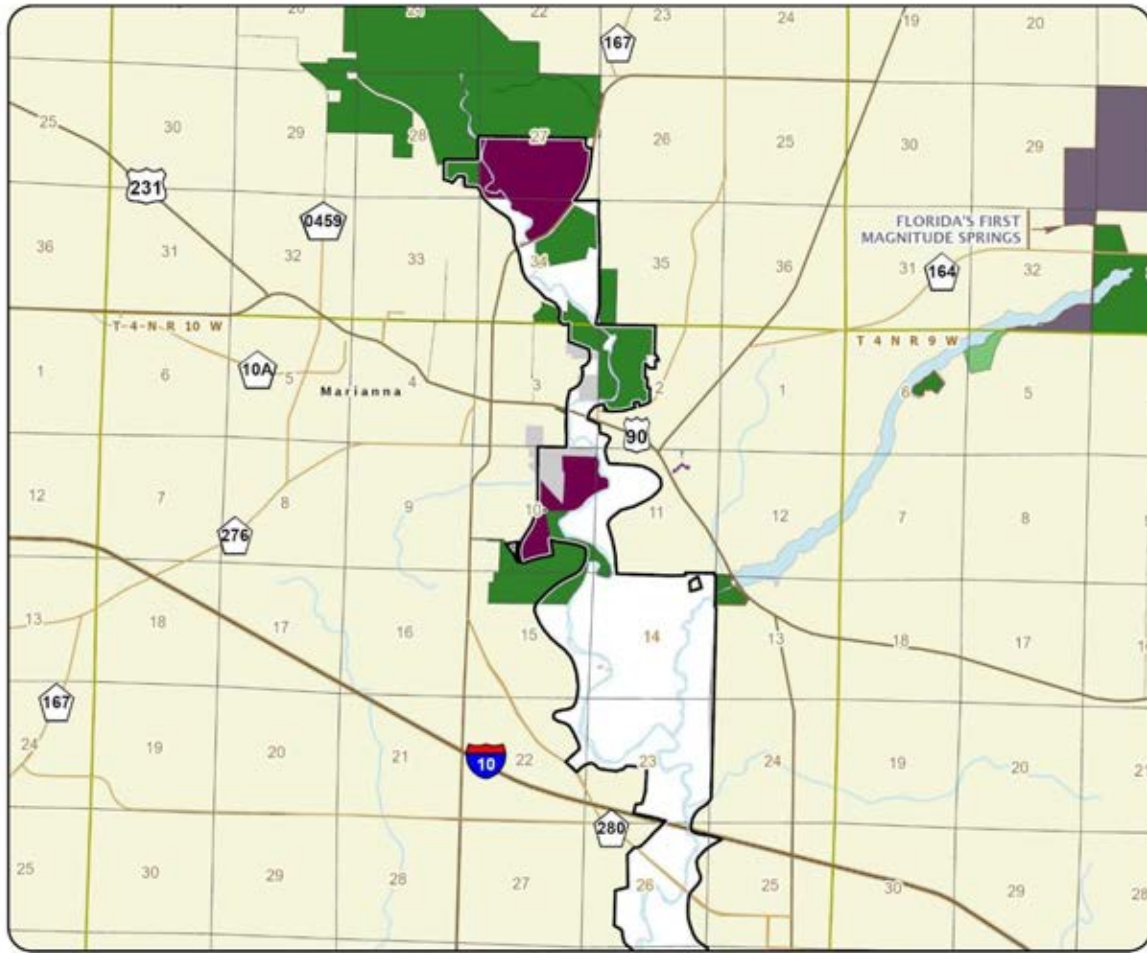 20 21 22 23 24 19 20
167
25 30 29 28 27 26 25 30 29
231
0459
FLORIDA'S FIRST
MAGNITUDE SPRINGS
36 31 32 33 34 35 36 31 32
164
T 4 N R 10 W
T 4 N R 9 W
10A
1 6 5 4 3 2 1 6 5
Marianna
90
12 7 8 9 10 11 12 7 8
276
13 18 17 16 15 14 13 18 17
167
24 19 20 21 22 23 24 19 20 21
10
280
25 30 29 28 27 26 25 30 29 28